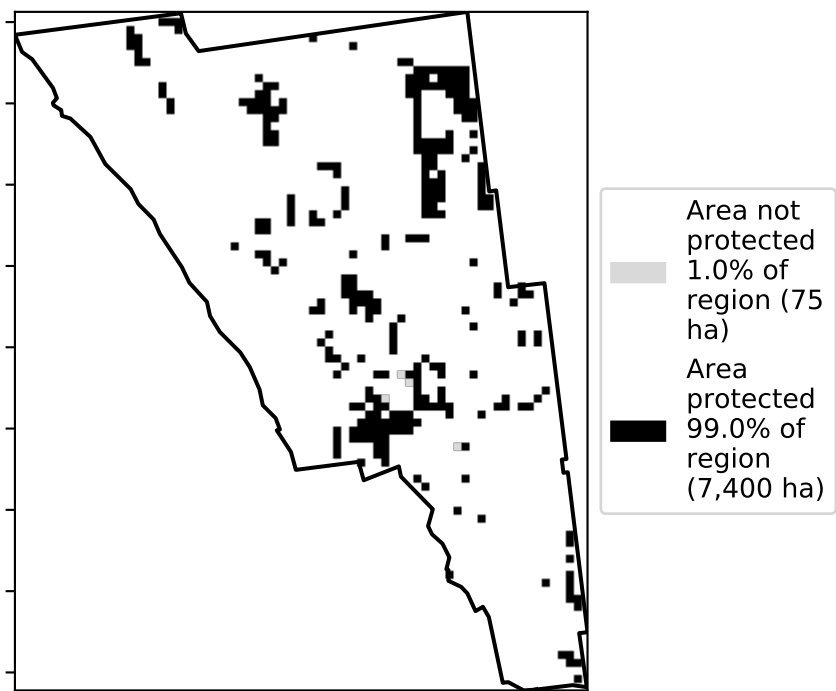 Area not
protected
1.0% of
region (75
ha)
Area
protected
99.0% of
region
(7,400 ha)